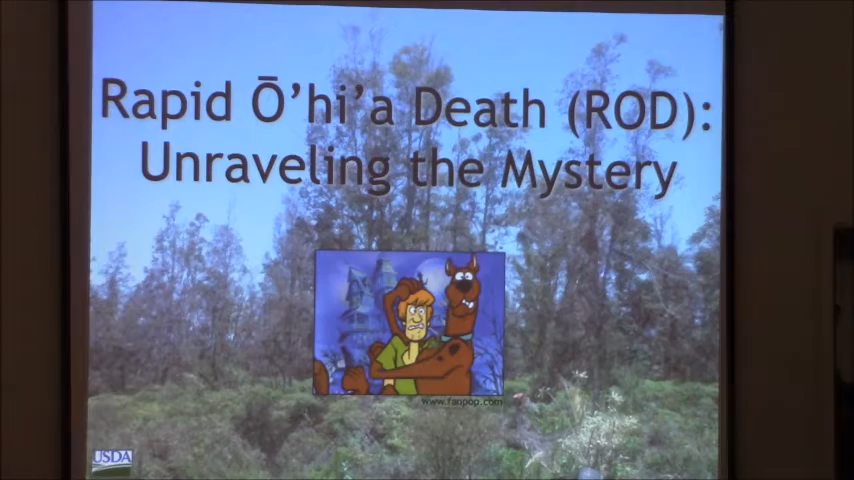 Rapid Ō'hi'a Death (ROD):
Unraveling the Mystery
www.fanpop.com
USDA